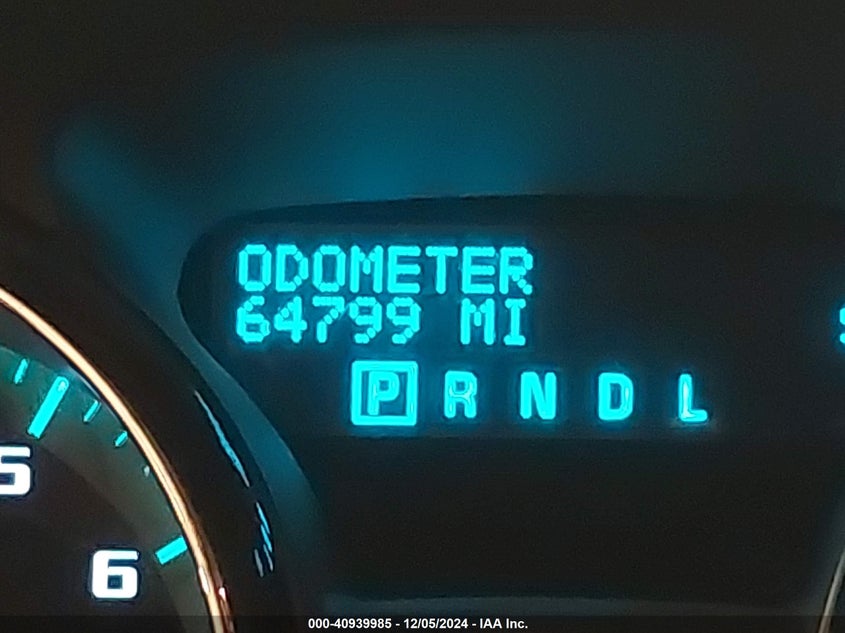 ODOMETER
64799 MI
P R N D L
5
6
000-40939985 - 12/05/2024 - IAA Inc.